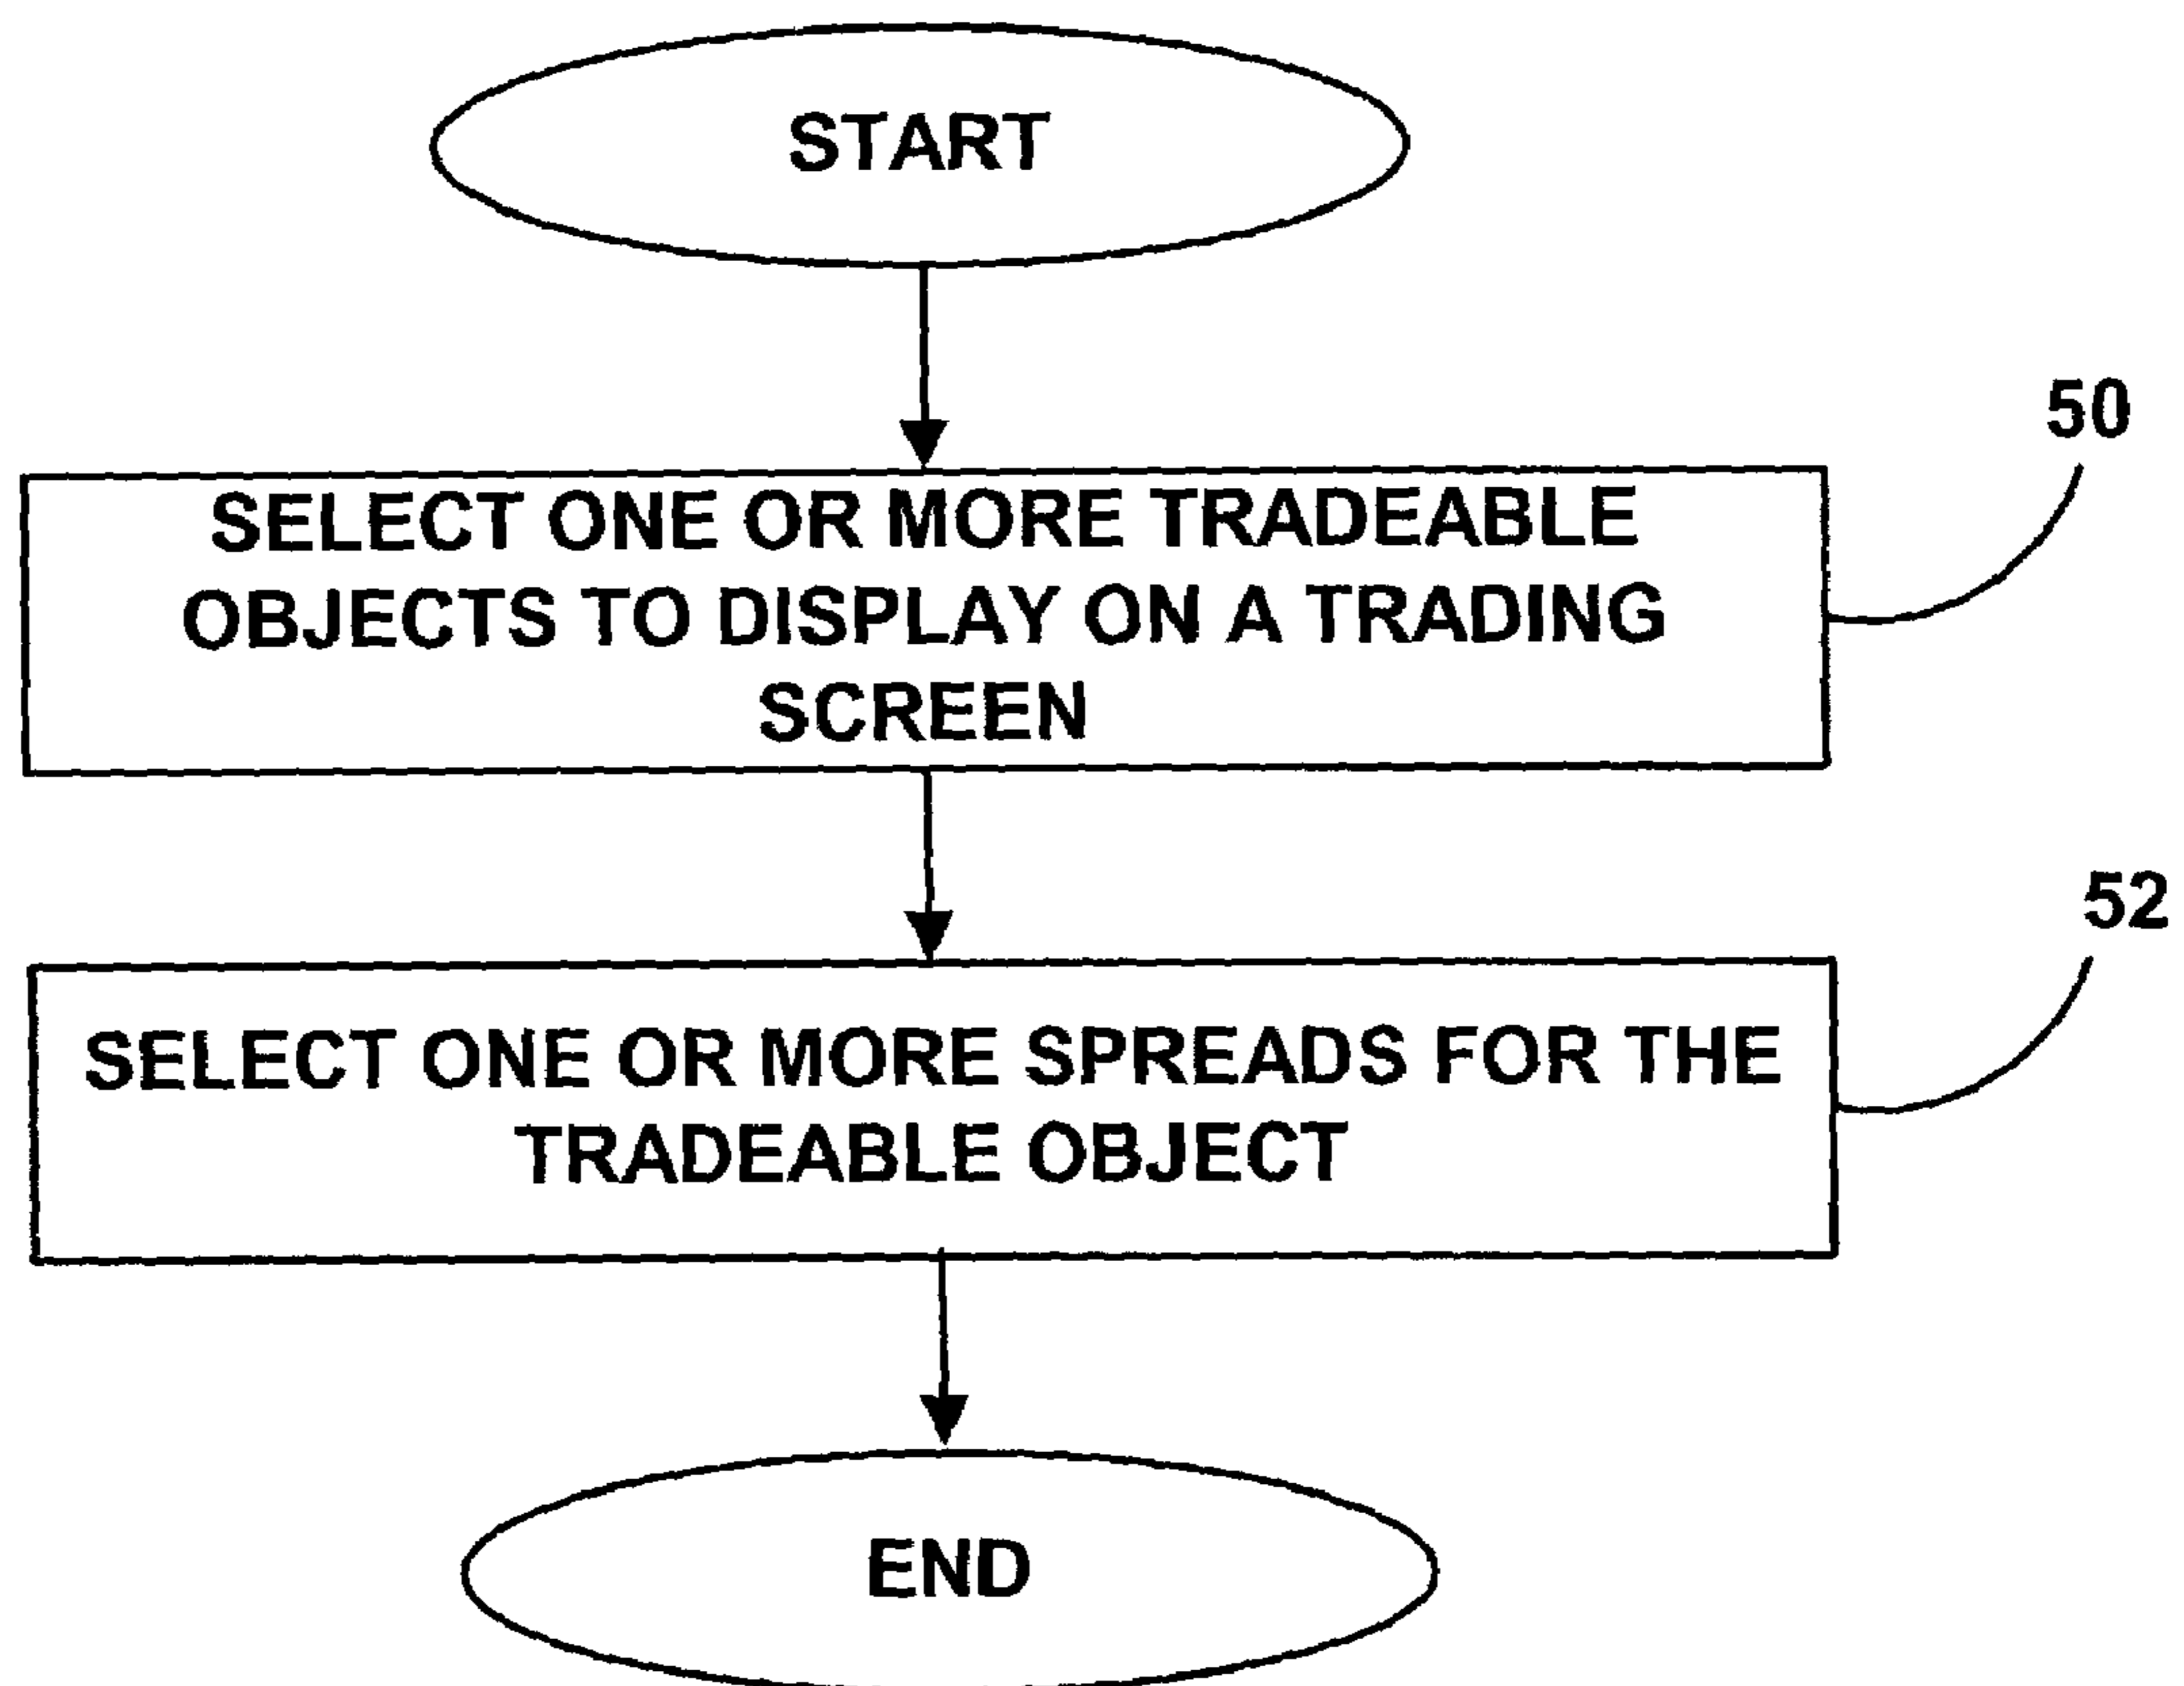 START
50
SELECT ONE OR MORE TRADEABLE
OBJECTS TO DISPLAY ON A TRADING
SCREEN
52
SELECT ONE OR MORE SPREADS FOR THE
TRADEABLE OBJECT
END